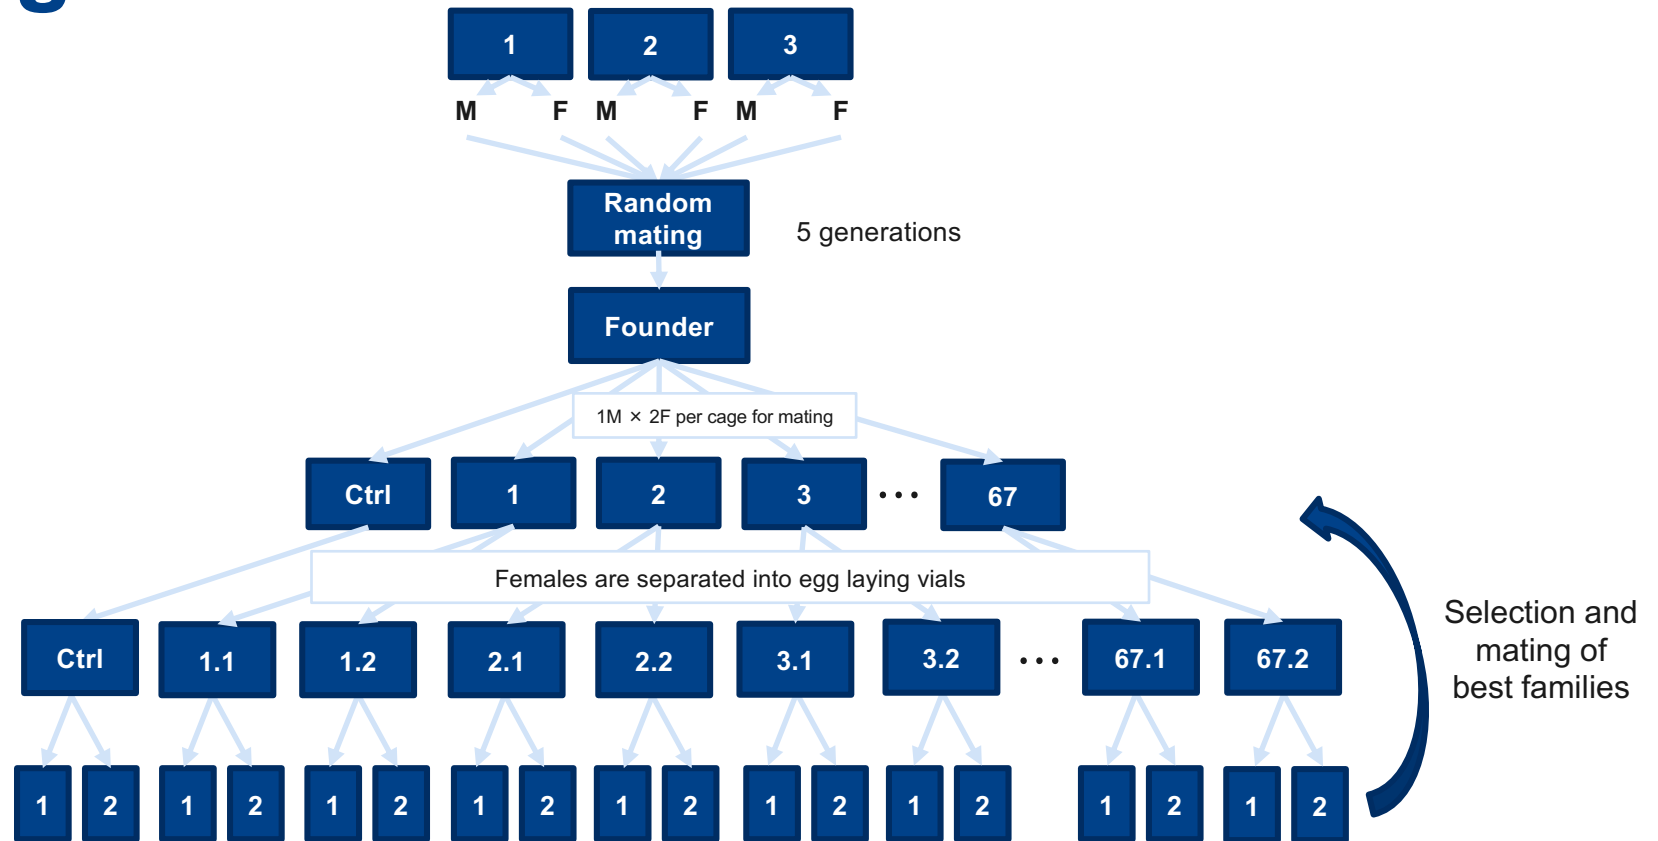 g
1 2 3
M F M F M F
Random
mating
5 generations
Founder
1M × 2F per cage for mating
Ctrl 1 2 3 ... 67
Females are separated into egg laying vials
Ctrl 1.1 1.2 2.1 2.2 3.1 3.2 ... 67.1 67.2
Selection and
mating of
best families
1 2 1 2 1 2 1 2 1 2 1 2 1 2 1 2 1 2